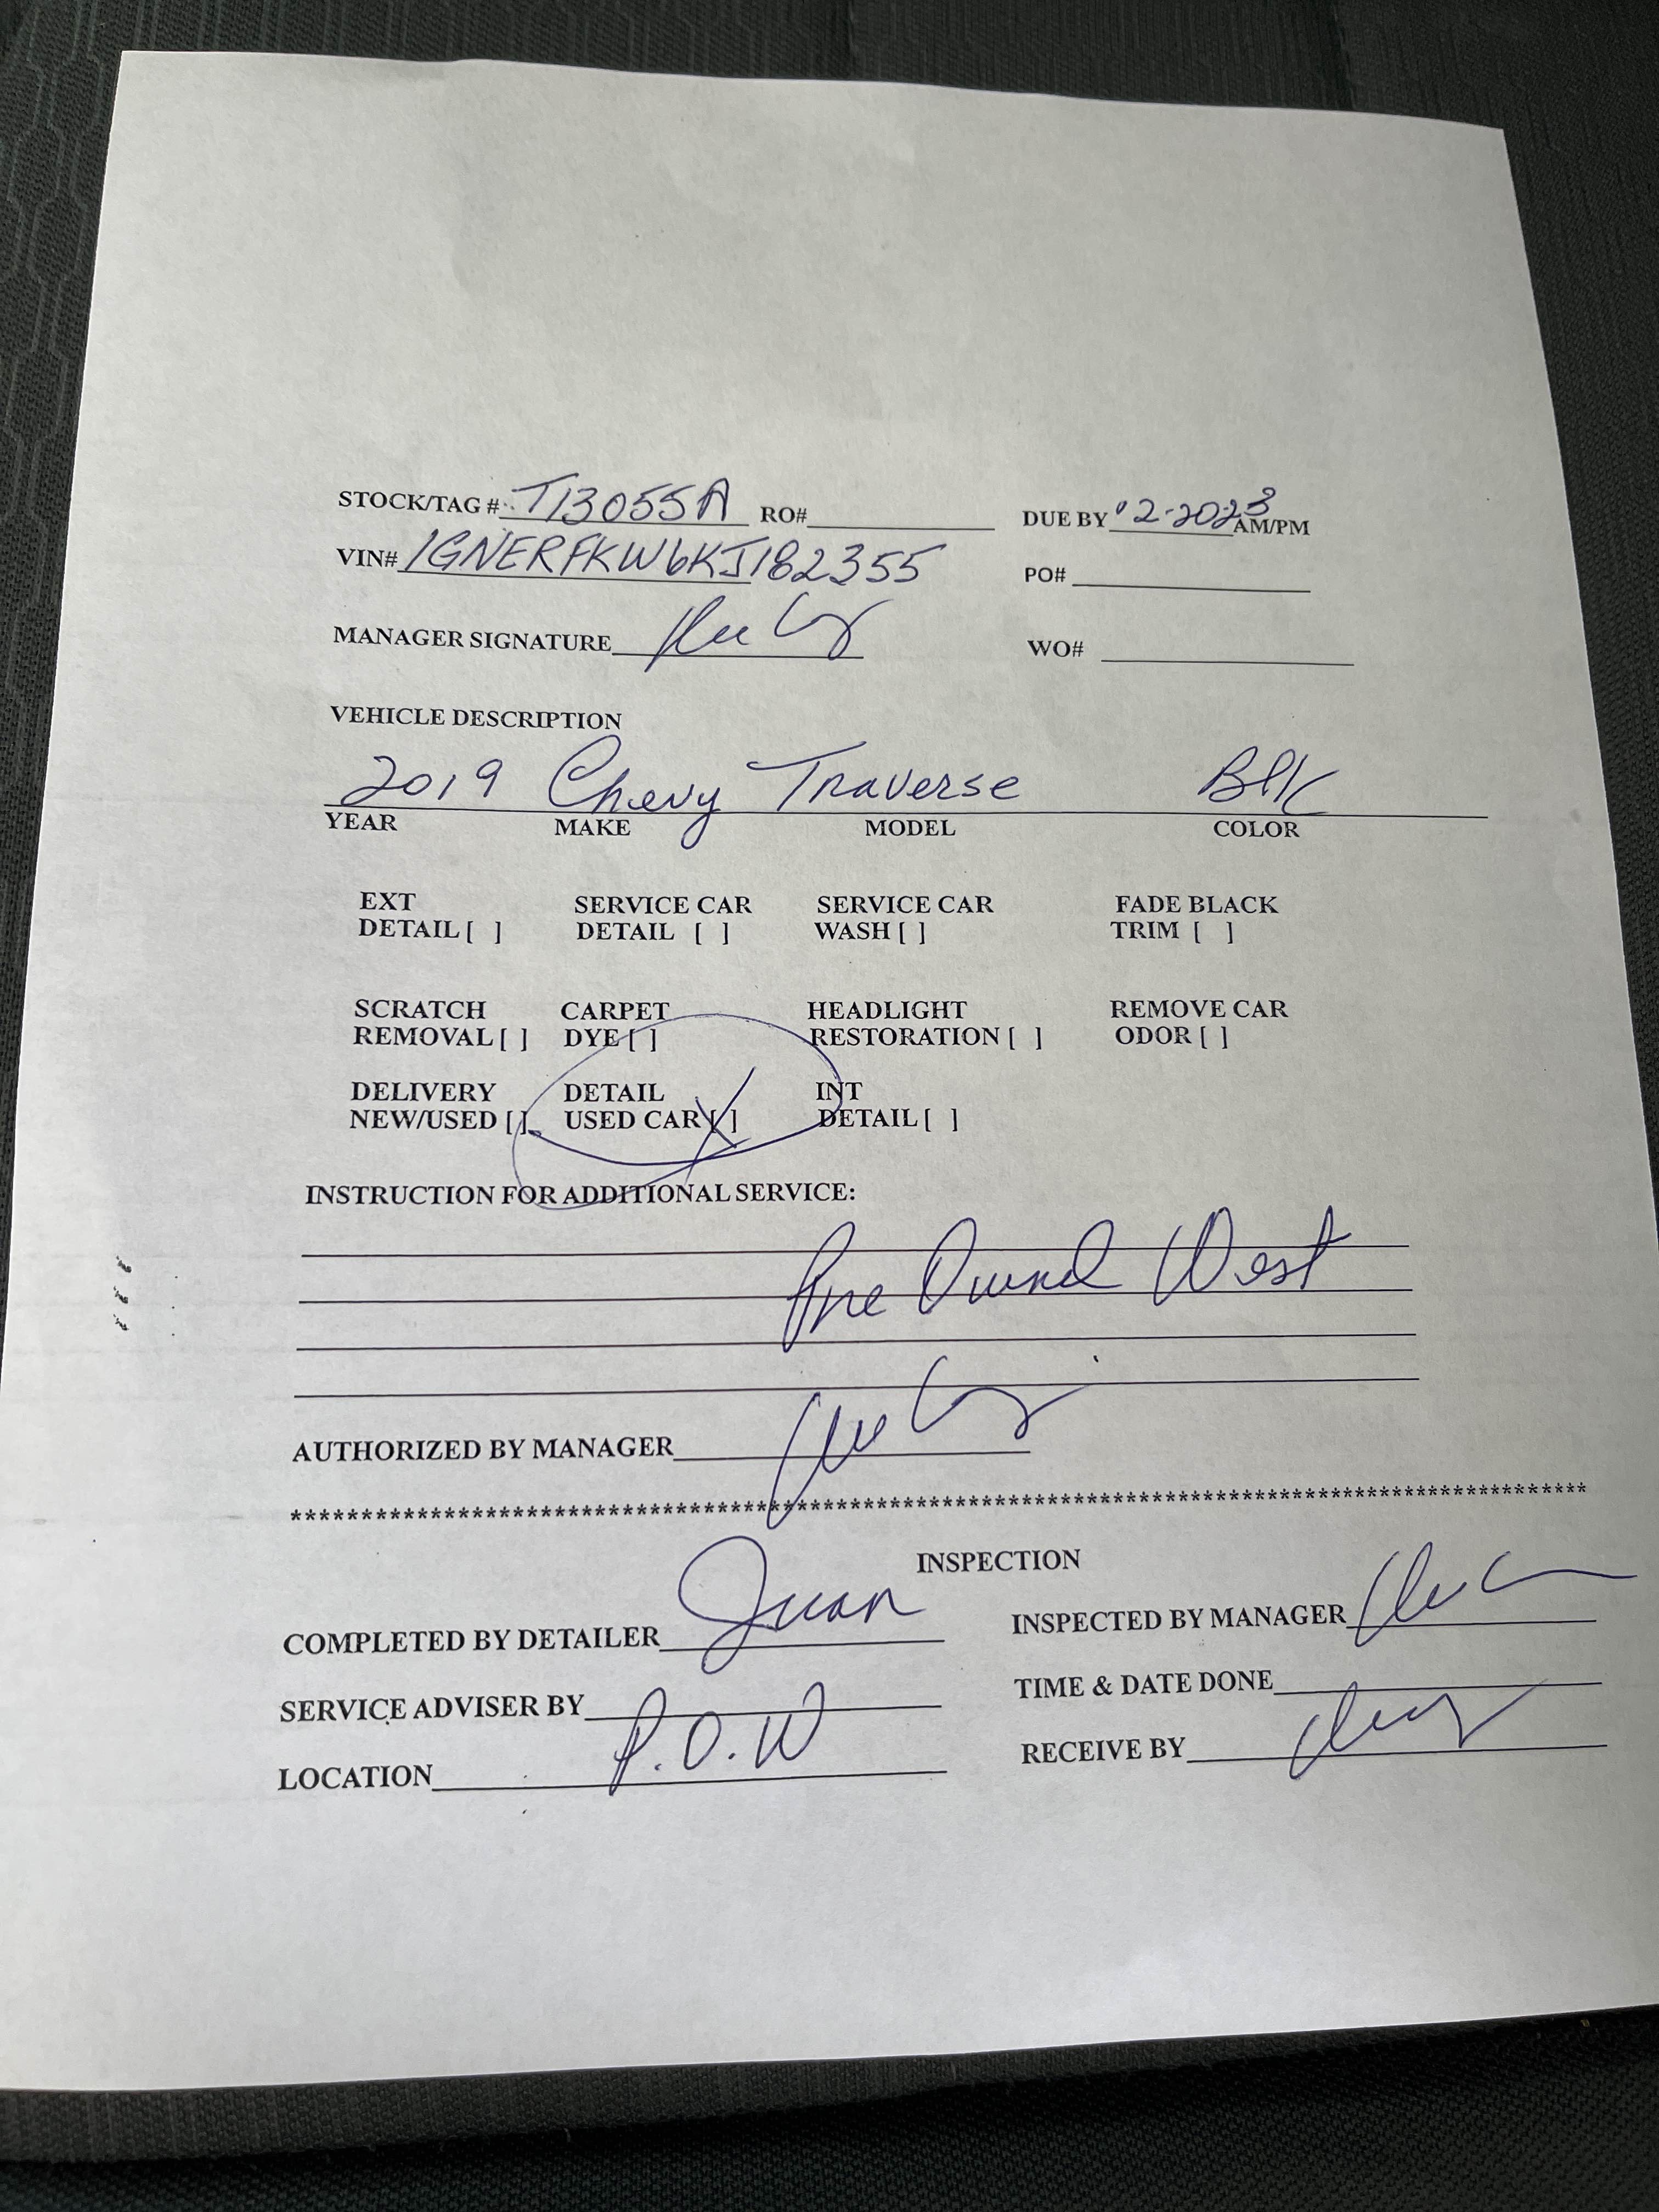 STOCK/TAG # T13055A RO# DUE BY 12-2023 AM/PM
VIN# 1GNERFKW6KJ182355 PO#
MANAGER SIGNATURE WO#
VEHICLE DESCRIPTION
2019 Chevy Traverse Blk
YEAR MAKE MODEL COLOR
EXT SERVICE CAR SERVICE CAR FADE BLACK
DETAIL [ ] DETAIL [ ] WASH [ ] TRIM [ ]
SCRATCH CARPET HEADLIGHT REMOVE CAR
REMOVAL [ ] DYE [ ] RESTORATION [ ] ODOR [ ]
DELIVERY DETAIL INT
NEW/USED [ ] USED CAR [X] DETAIL [ ]
INSTRUCTION FOR ADDITIONAL SERVICE:
Pre Owned West
AUTHORIZED BY MANAGER
INSPECTION
COMPLETED BY DETAILER Juan INSPECTED BY MANAGER
SERVICE ADVISER BY TIME & DATE DONE
LOCATION P.O.W RECEIVE BY